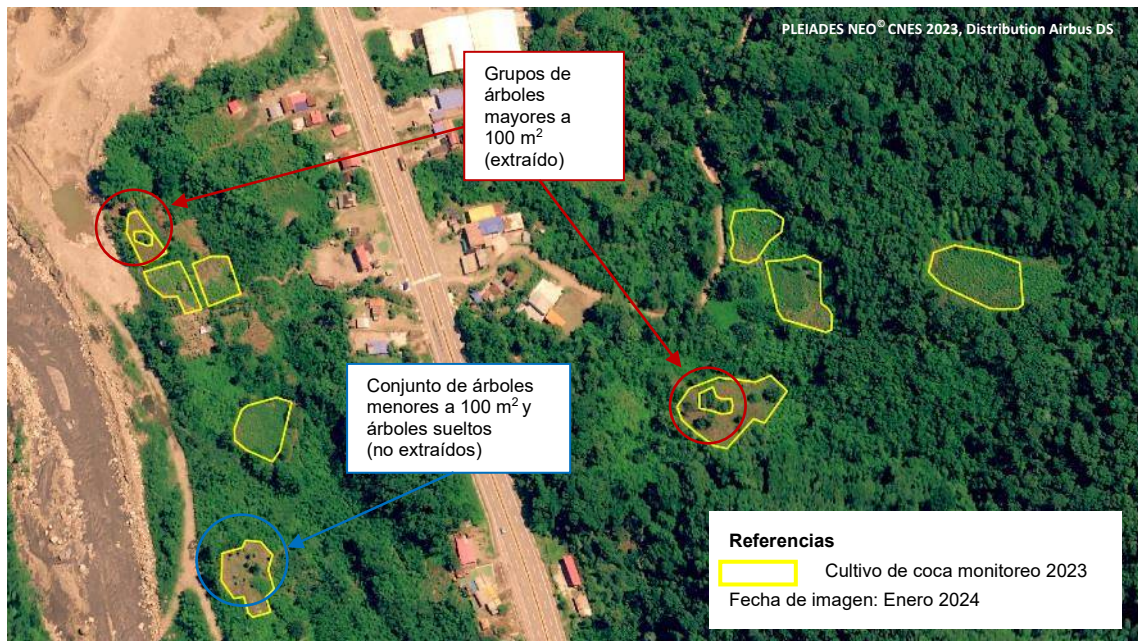 PLEIADES NEO© CNES 2023, Distribution Airbus DS
Grupos de
árboles
mayores a
100 m²
(extraído)
Conjunto de árboles
menores a 100 m² y
árboles sueltos
(no extraídos)
Referencias
Cultivo de coca monitoreo 2023
Fecha de imagen: Enero 2024